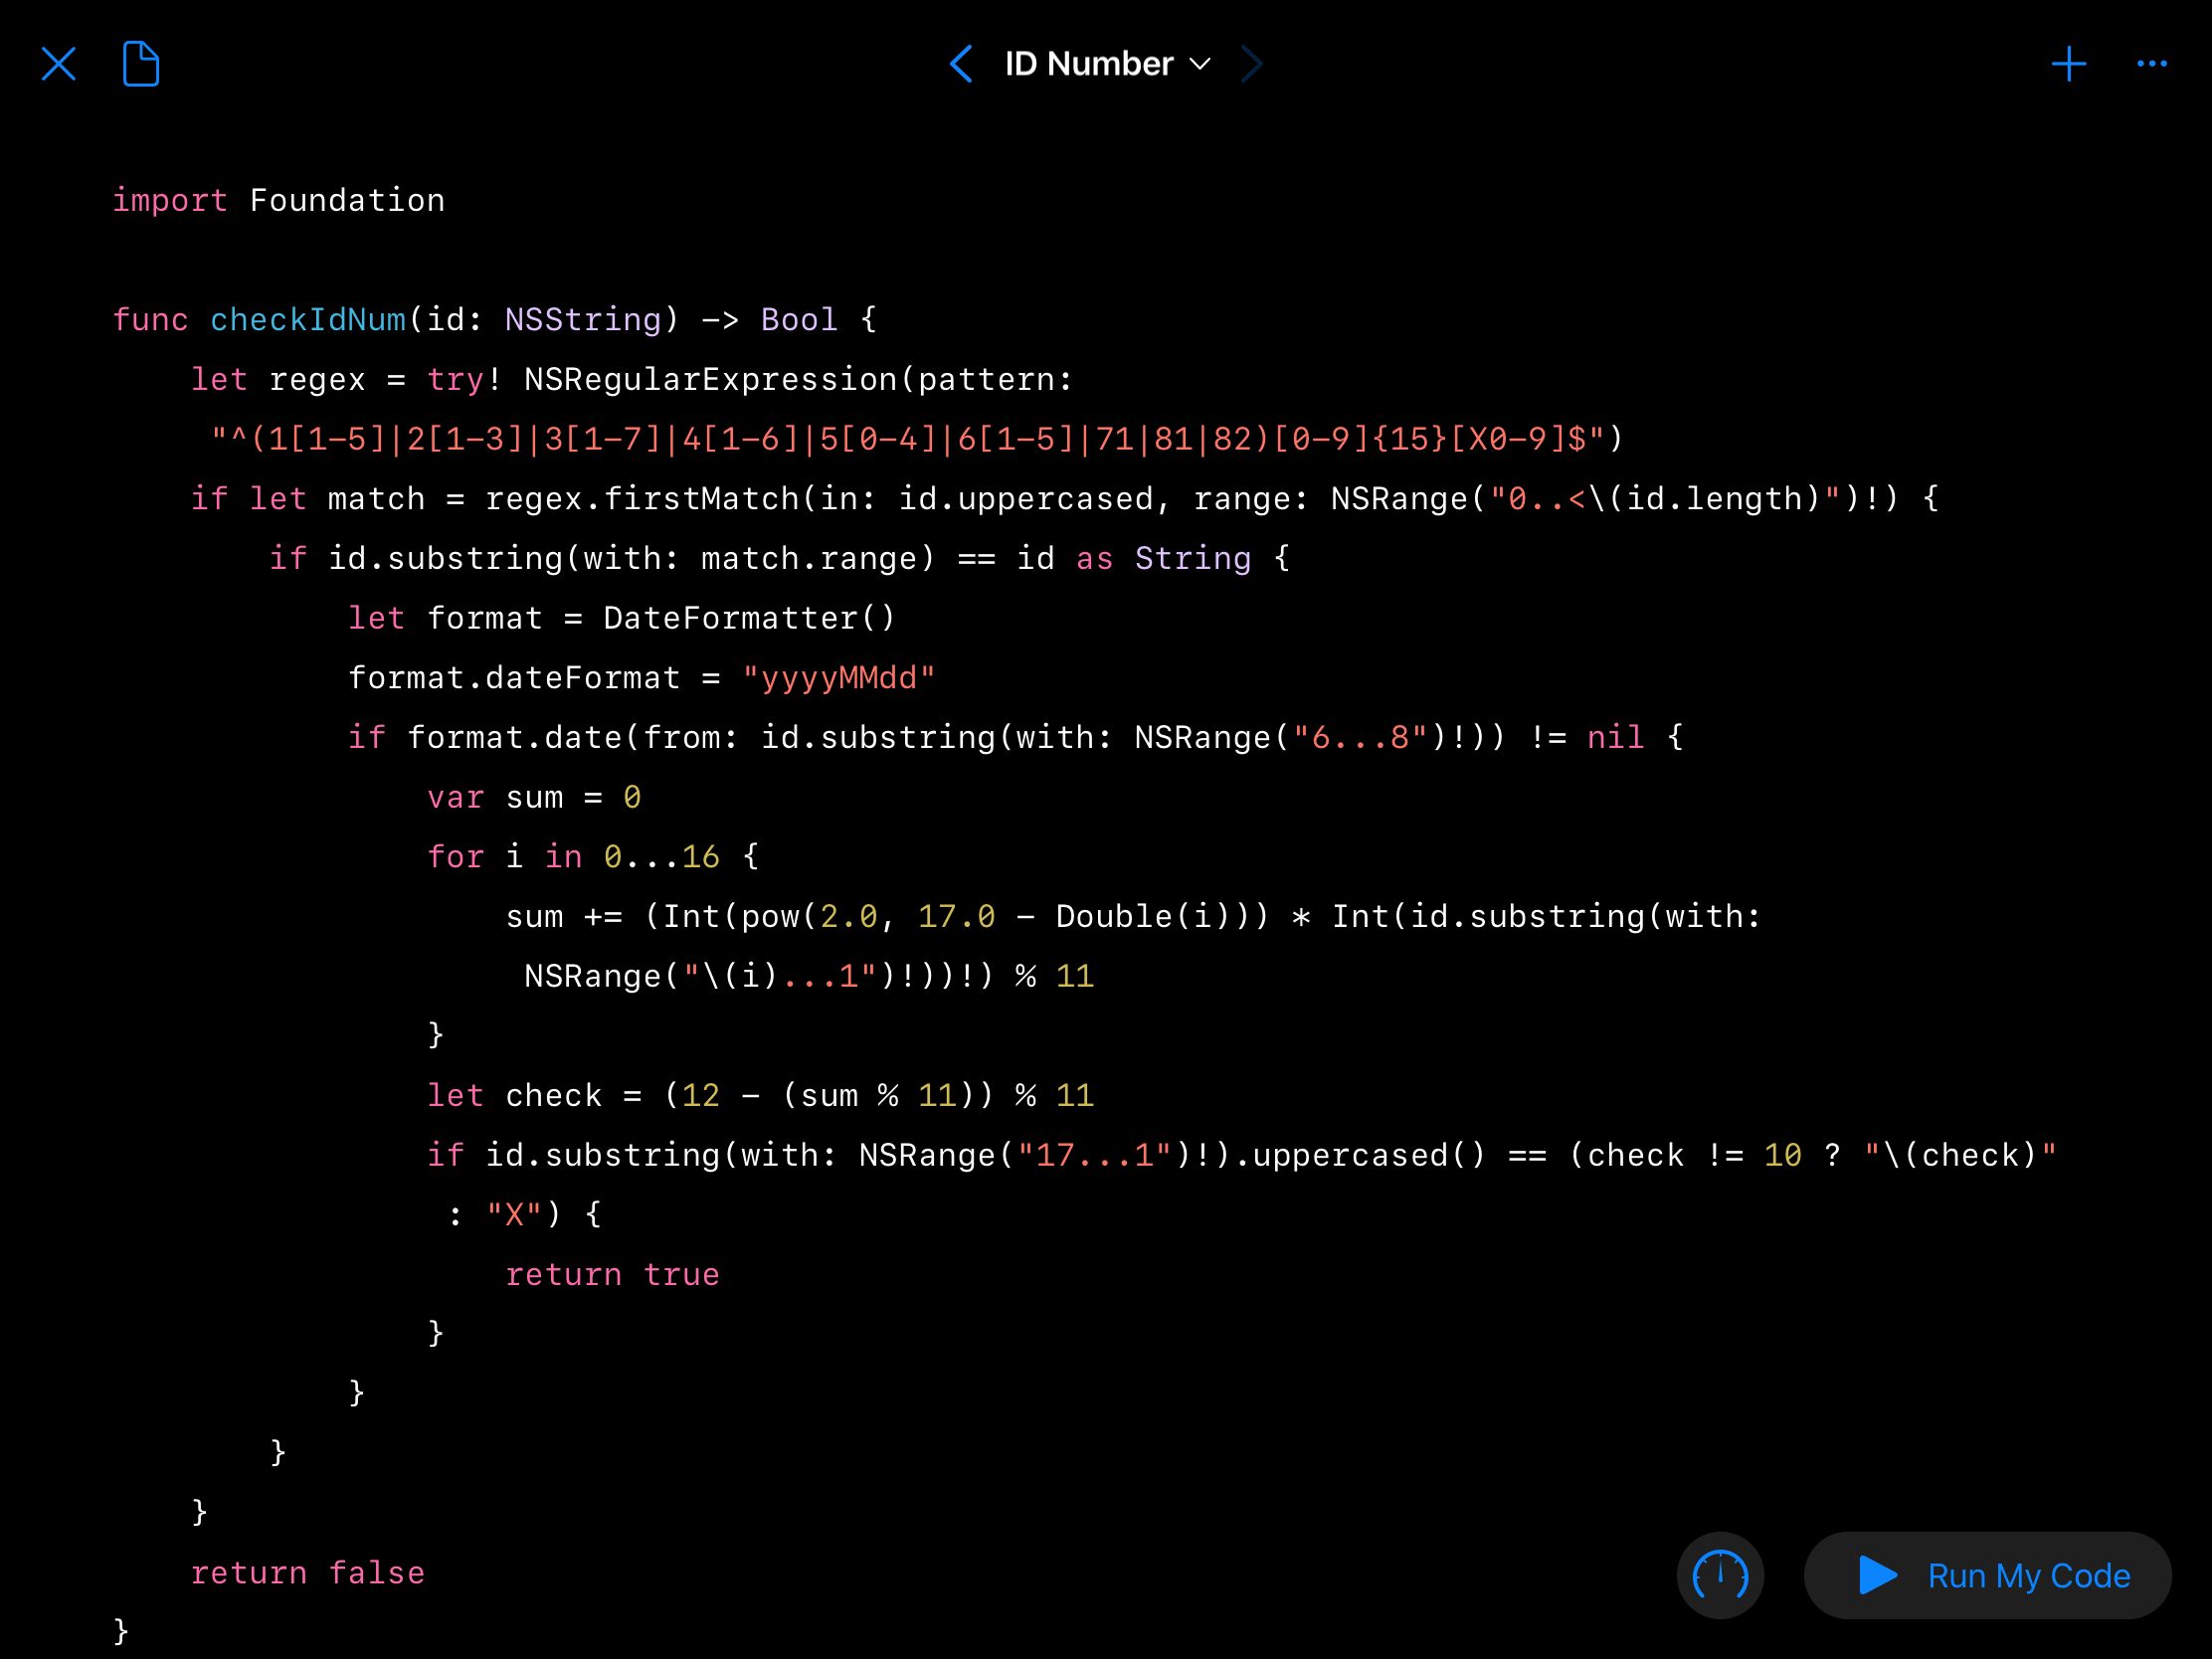 ID Number
import Foundation
func checkIdNum(id: NSString) -> Bool {
    let regex = try! NSRegularExpression(pattern:
     "^(1[1-5]|2[1-3]|3[1-7]|4[1-6]|5[0-4]|6[1-5]|71|81|82)[0-9]{15}[X0-9]$")
    if let match = regex.firstMatch(in: id.uppercased, range: NSRange("0..<\(id.length)")!) {
        if id.substring(with: match.range) == id as String {
            let format = DateFormatter()
            format.dateFormat = "yyyyMMdd"
            if format.date(from: id.substring(with: NSRange("6...8")!)) != nil {
                var sum = 0
                for i in 0...16 {
                    sum += (Int(pow(2.0, 17.0 - Double(i))) * Int(id.substring(with:
                     NSRange("\(i)...1")!))!) % 11
                }
                let check = (12 - (sum % 11)) % 11
                if id.substring(with: NSRange("17...1")!).uppercased() == (check != 10 ? "\(check)"
                 : "X") {
                    return true
                }
            }
        }
    }
    return false
}
Run My Code